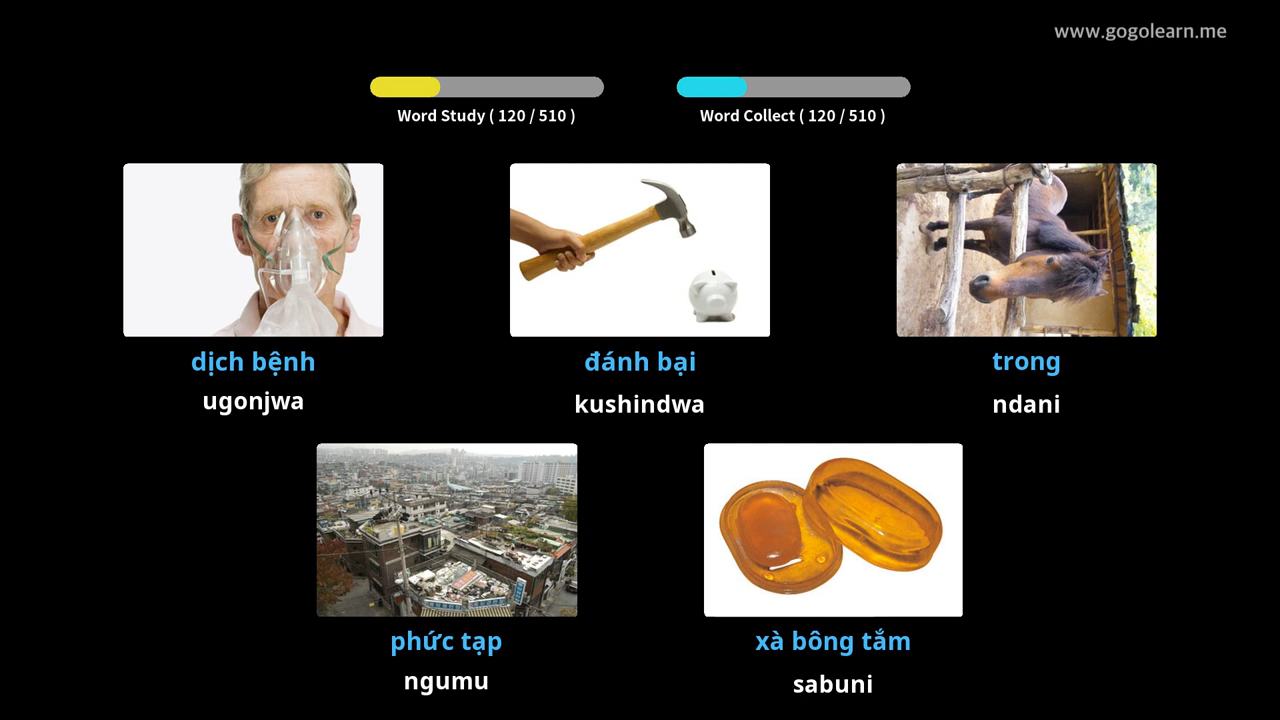 www.gogolearn.me
Word Study ( 120 / 510 )
Word Collect ( 120 / 510 )
dịch bệnh
ugonjwa
đánh bại
kushindwa
trong
ndani
phức tạp
ngumu
xà bông tắm
sabuni